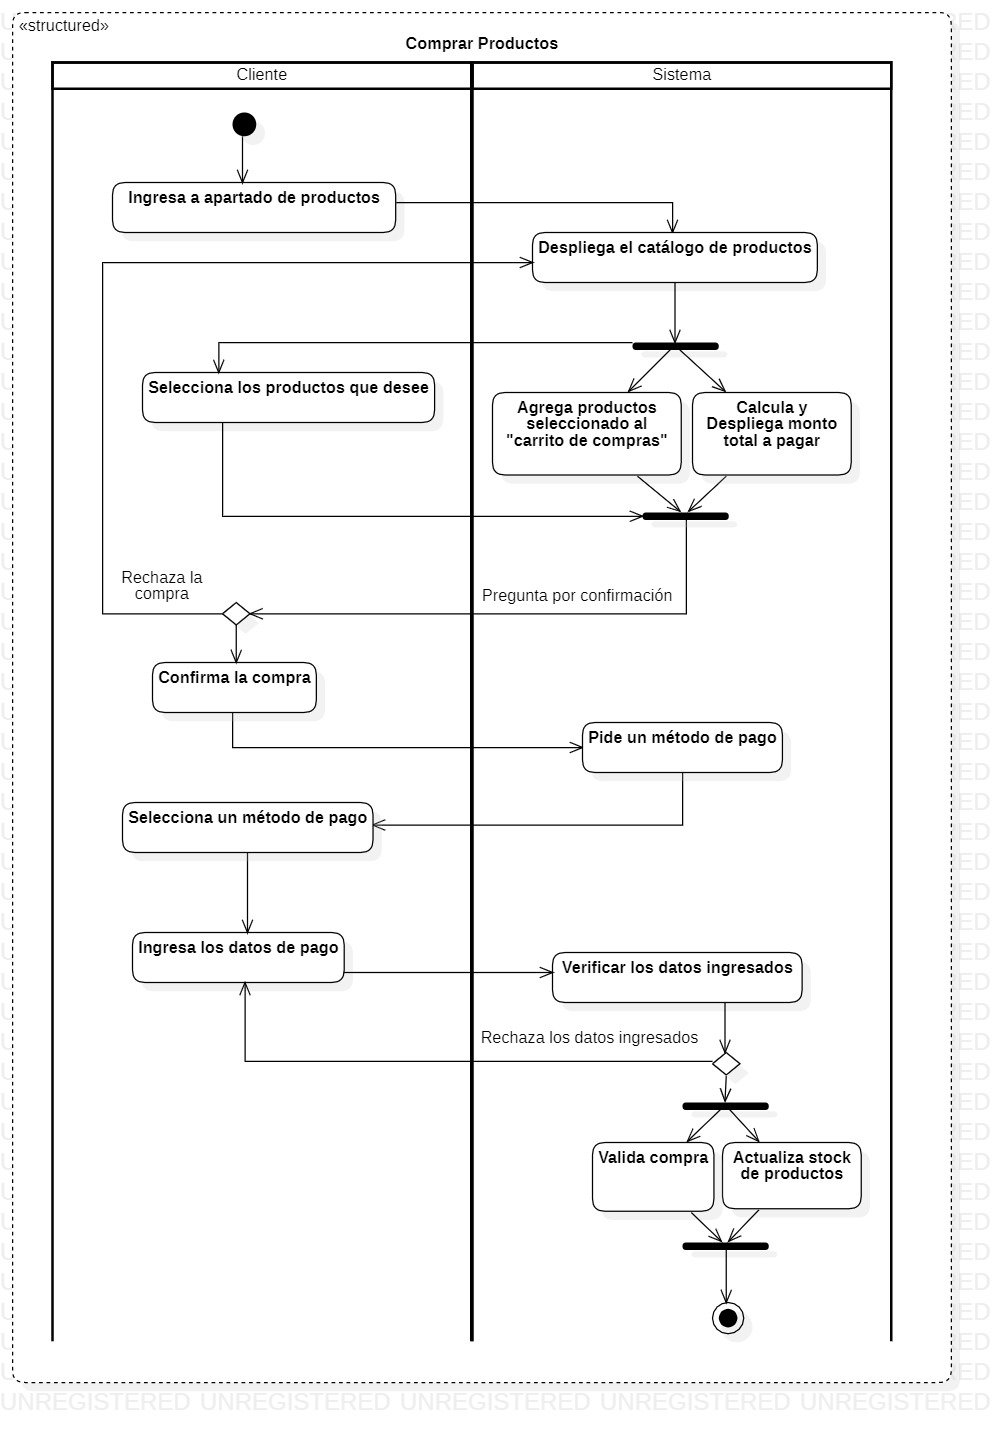 «structured»
Comprar Productos
Cliente
Sistema
Ingresa a apartado de productos
Despliega el catálogo de productos
Selecciona los productos que desee
Agrega productos
seleccionado al
"carrito de compras"
Calcula y
Despliega monto
total a pagar
Rechaza la
compra
Pregunta por confirmación
Confirma la compra
Pide un método de pago
Selecciona un método de pago
Ingresa los datos de pago
Verificar los datos ingresados
Rechaza los datos ingresados
Valida compra
Actualiza stock
de productos
UNREGISTERED UNREGISTERED UNREGISTERED UNREGISTERED UNREGISTERED